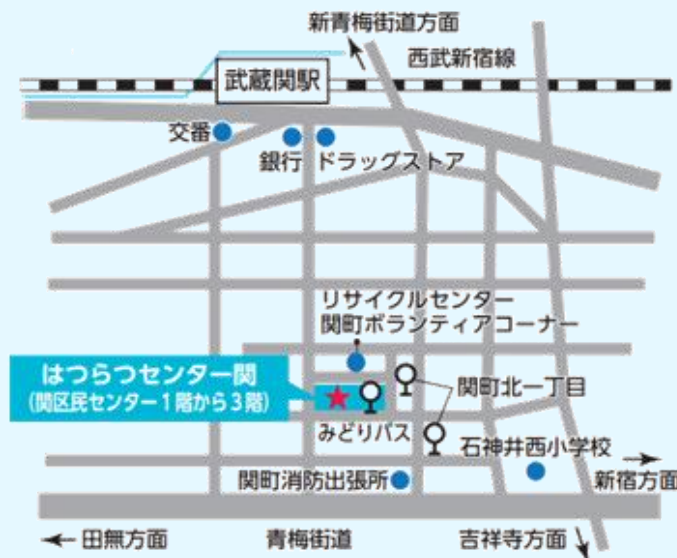 新青梅街道方面
西武新宿線
武蔵関駅
交番
銀行
ドラッグストア
リサイクルセンター
関町ボランティアコーナー
はつらつセンター関
(関区民センター1階から3階)
関町北一丁目
みどりバス
石神井西小学校
関町消防出張所
新宿方面
田無方面
青梅街道
吉祥寺方面